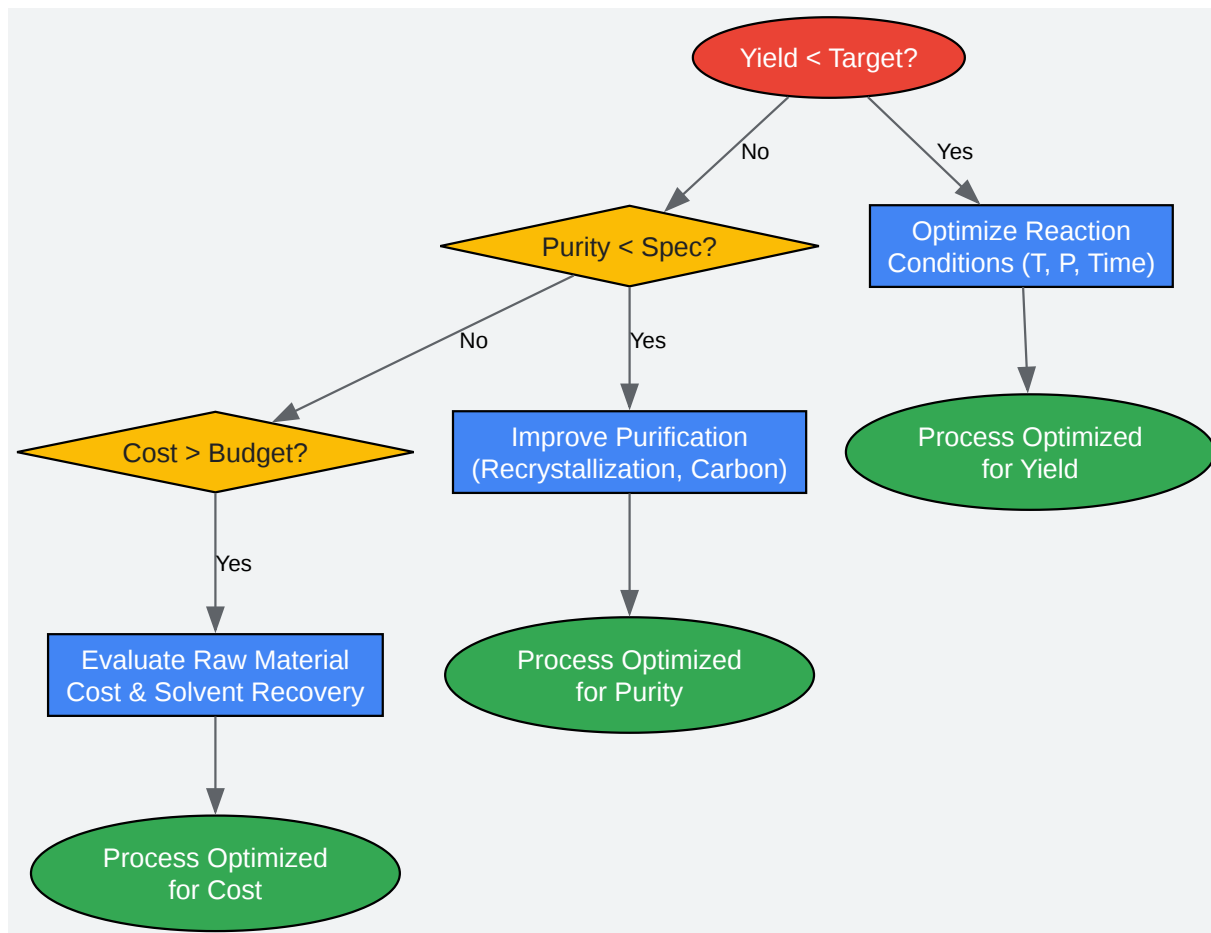 Yield < Target?
No
Yes
Purity < Spec?
Optimize Reaction
Conditions (T, P, Time)
No
Yes
Cost > Budget?
Improve Purification
(Recrystallization, Carbon)
Process Optimized
for Yield
Yes
Evaluate Raw Material
Cost & Solvent Recovery
Process Optimized
for Purity
Process Optimized
for Cost